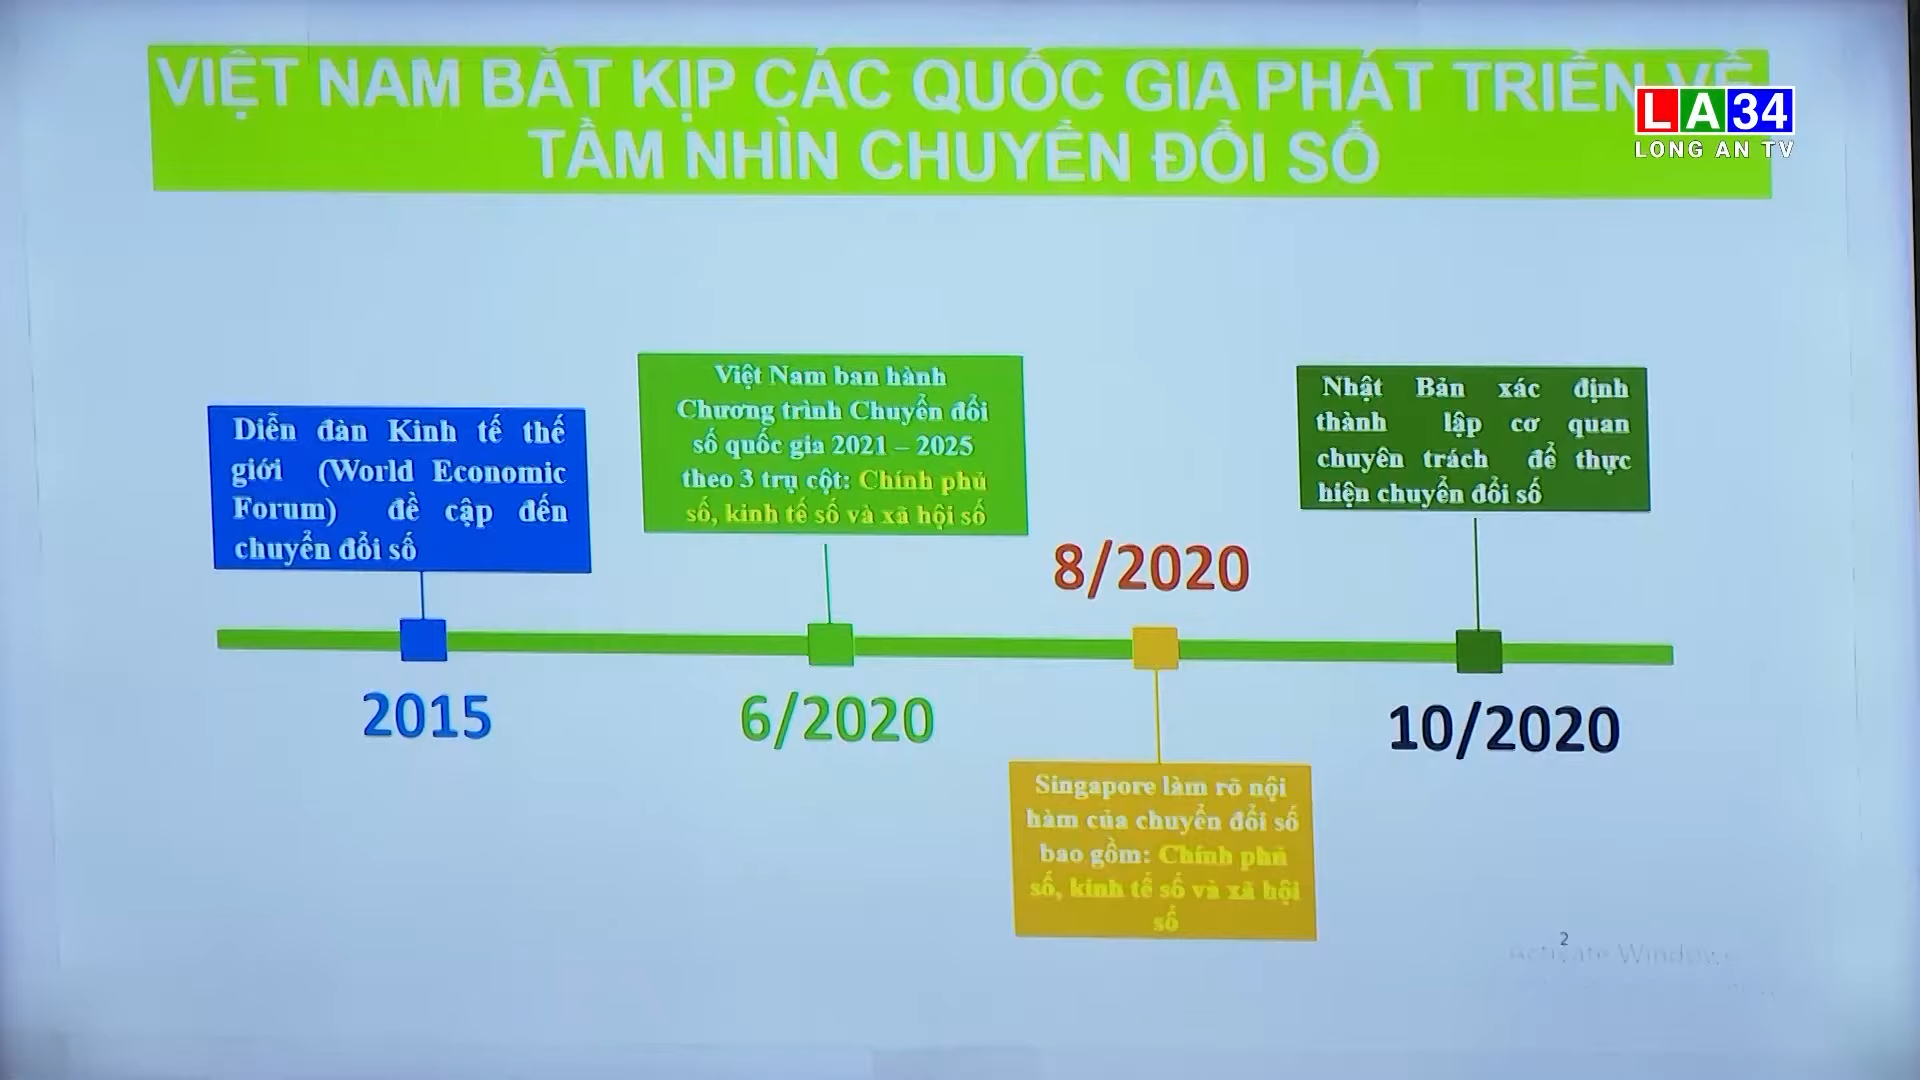 VIỆT NAM BẮT KỊP CÁC QUỐC GIA PHÁT TRIỂN VỀ
TẦM NHÌN CHUYỂN ĐỔI SỐ
LA34
LONG AN TV
Diễn đàn Kinh tế thế
giới (World Economic
Forum) đề cập đến
chuyển đổi số
Việt Nam ban hành
Chương trình Chuyển đổi
số quốc gia 2021 – 2025
theo 3 trụ cột: Chính phủ
số, kinh tế số và xã hội số
Nhật Bản xác định
thành lập cơ quan
chuyên trách để thực
hiện chuyển đổi số
8/2020
2015
6/2020
10/2020
Singapore làm rõ nội
hàm của chuyển đổi số
bao gồm: Chính phủ
số, kinh tế số và xã hội
số
2
Activate Windows